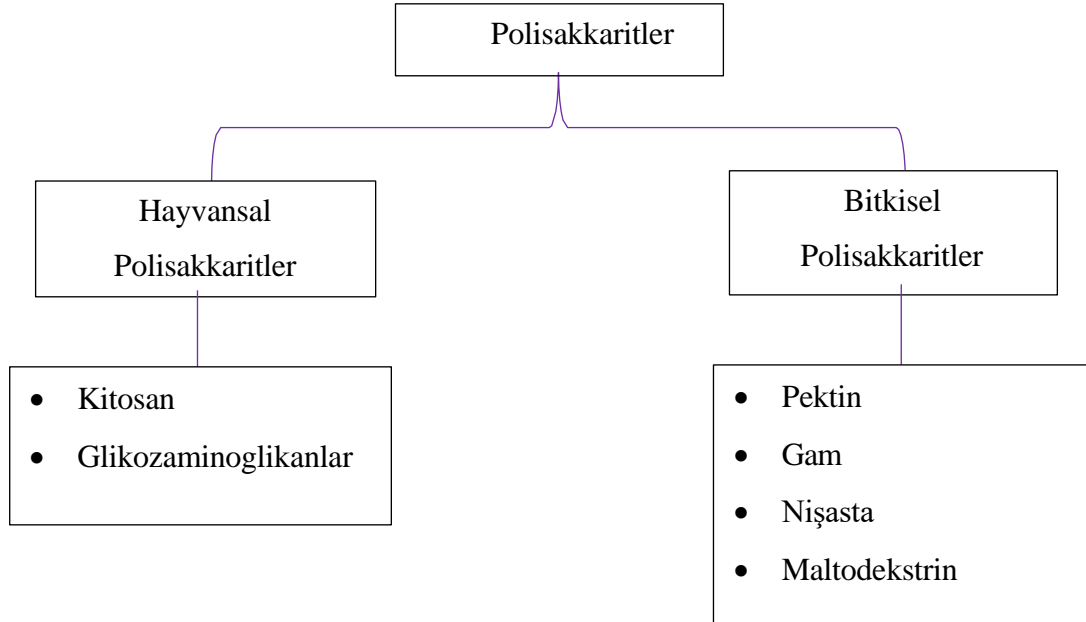 Polisakkaritler
Hayvansal
Polisakkaritler
Bitkisel
Polisakkaritler
• Kitosan
• Glikozaminoglikanlar
• Pektin
• Gam
• Nişasta
• Maltodekstrin